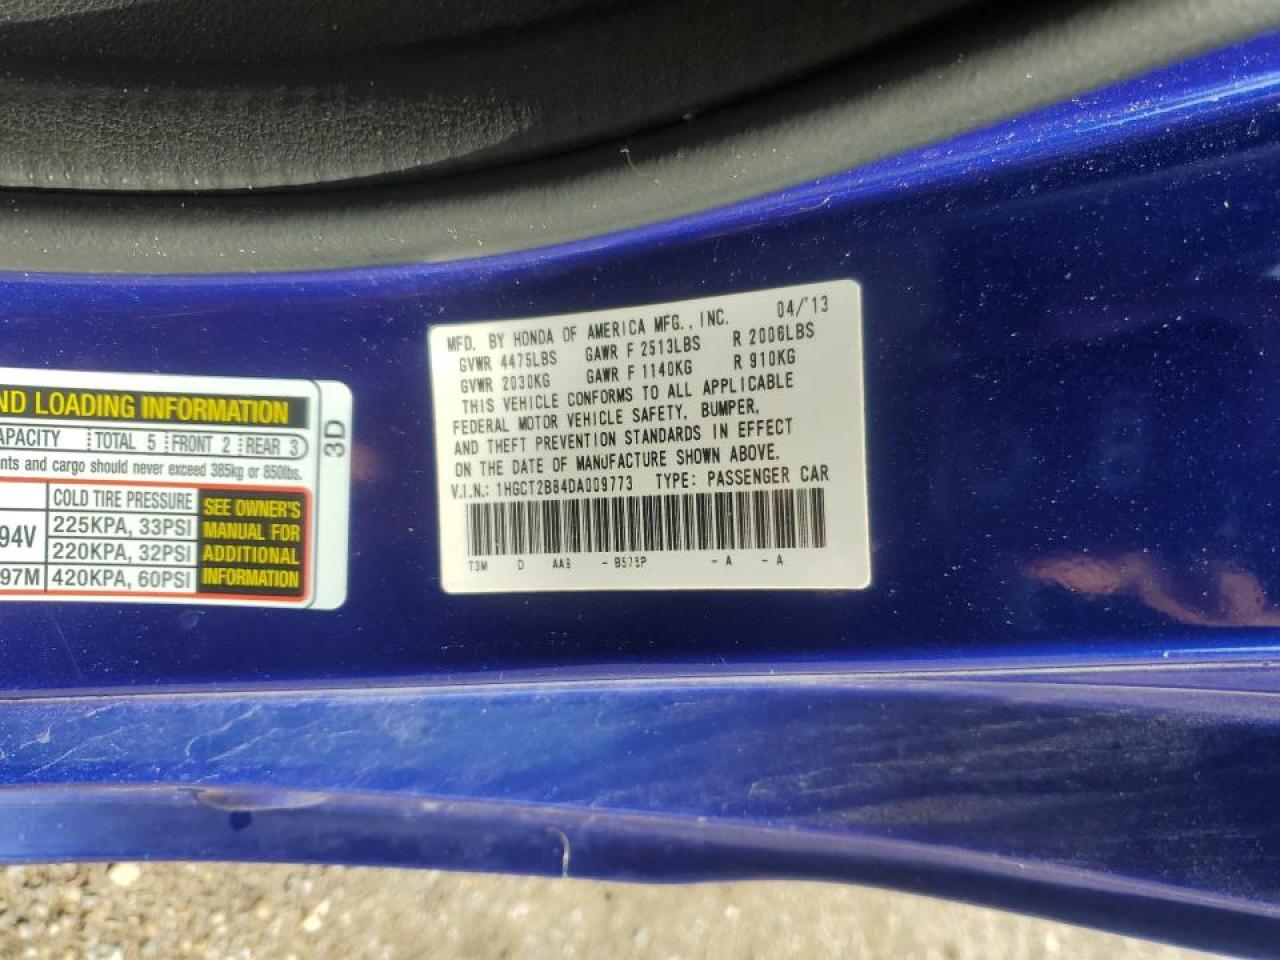 ND LOADING INFORMATION
APACITY TOTAL 5 FRONT 2 REAR 3
nts and cargo should never exceed 385kg or 850lbs.
COLD TIRE PRESSURE
94V 225KPA, 33PSI
220KPA, 32PSI
97M 420KPA, 60PSI
SEE OWNER'S
MANUAL FOR
ADDITIONAL
INFORMATION
3D
MFD. BY HONDA OF AMERICA MFG., INC. 04/'13
GVWR 4475LBS GAWR F 2513LBS R 2006LBS
GVWR 2030KG GAWR F 1140KG R 910KG
THIS VEHICLE CONFORMS TO ALL APPLICABLE
FEDERAL MOTOR VEHICLE SAFETY, BUMPER,
AND THEFT PREVENTION STANDARDS IN EFFECT
ON THE DATE OF MANUFACTURE SHOWN ABOVE.
V.I.N.: 1HGCT2B84DA009773 TYPE: PASSENGER CAR
T3M D AA9 - B575P - A - A